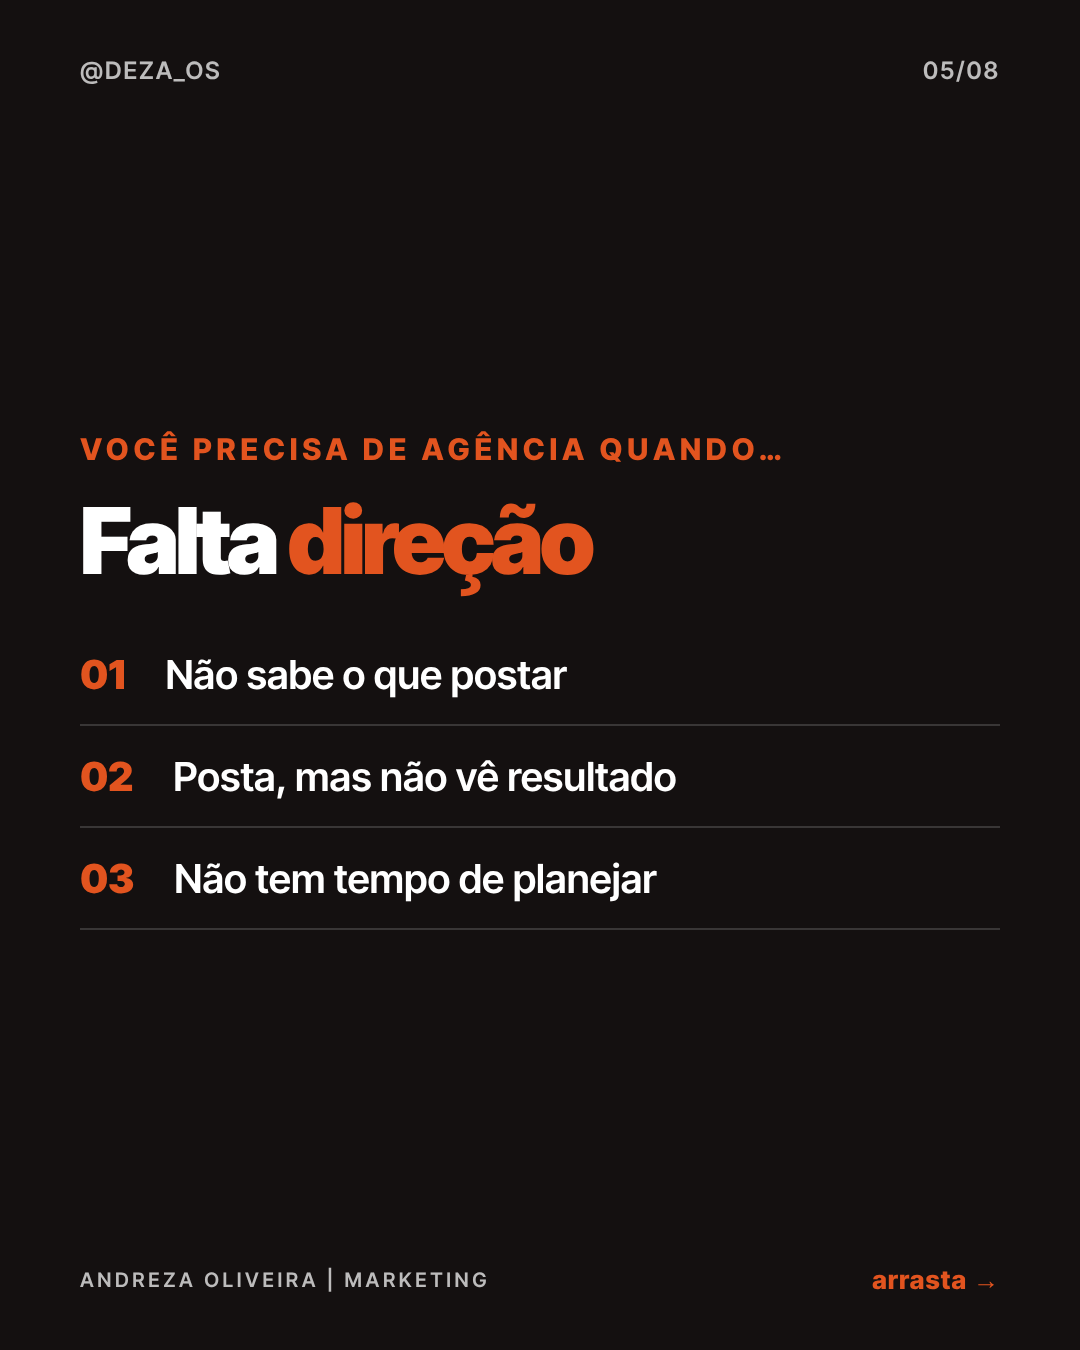 @DEZA_OS
05/08
VOCÊ PRECISA DE AGÊNCIA QUANDO…
Falta direção
01 Não sabe o que postar
02 Posta, mas não vê resultado
03 Não tem tempo de planejar
ANDREZA OLIVEIRA | MARKETING
arrasta →